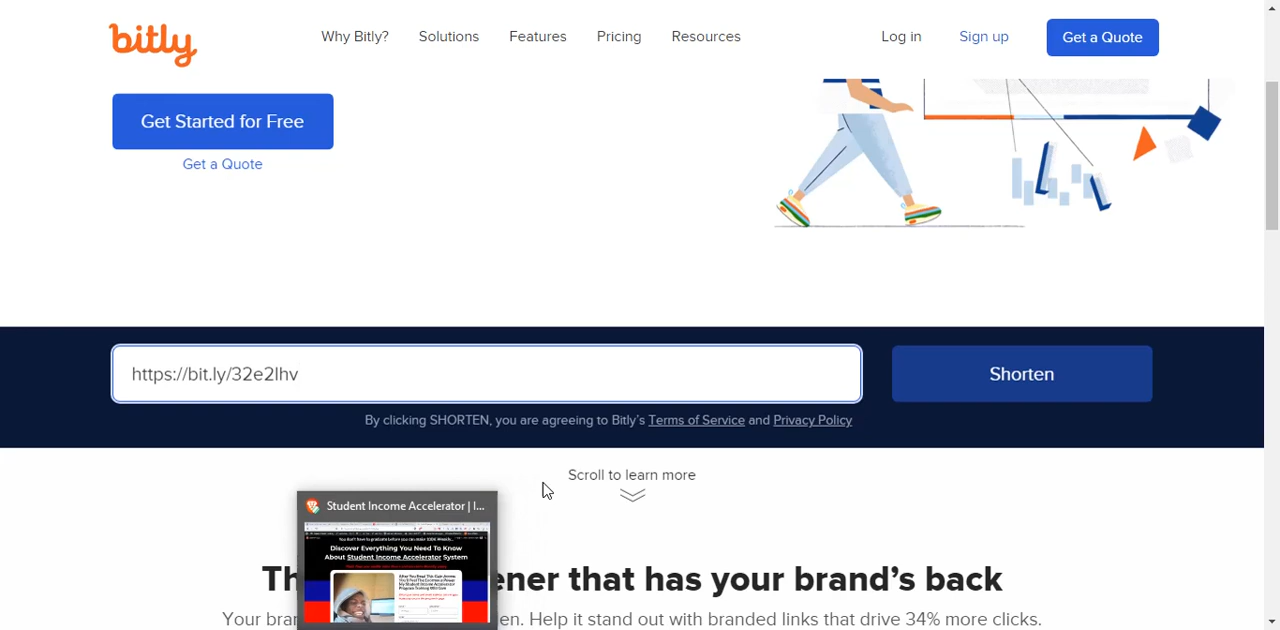 bitly
Why Bitly? Solutions Features Pricing Resources Log in Sign up Get a Quote
Get Started for Free
Get a Quote
https://bit.ly/32e2lhv
Shorten
By clicking SHORTEN, you are agreeing to Bitly’s Terms of Service and Privacy Policy
Scroll to learn more
Student Income Accelerator | I...
Discover Everything You Need To Know
About Student Income Accelerator System
Th ener that has your brand’s back
Your bran en. Help it stand out with branded links that drive 34% more clicks.